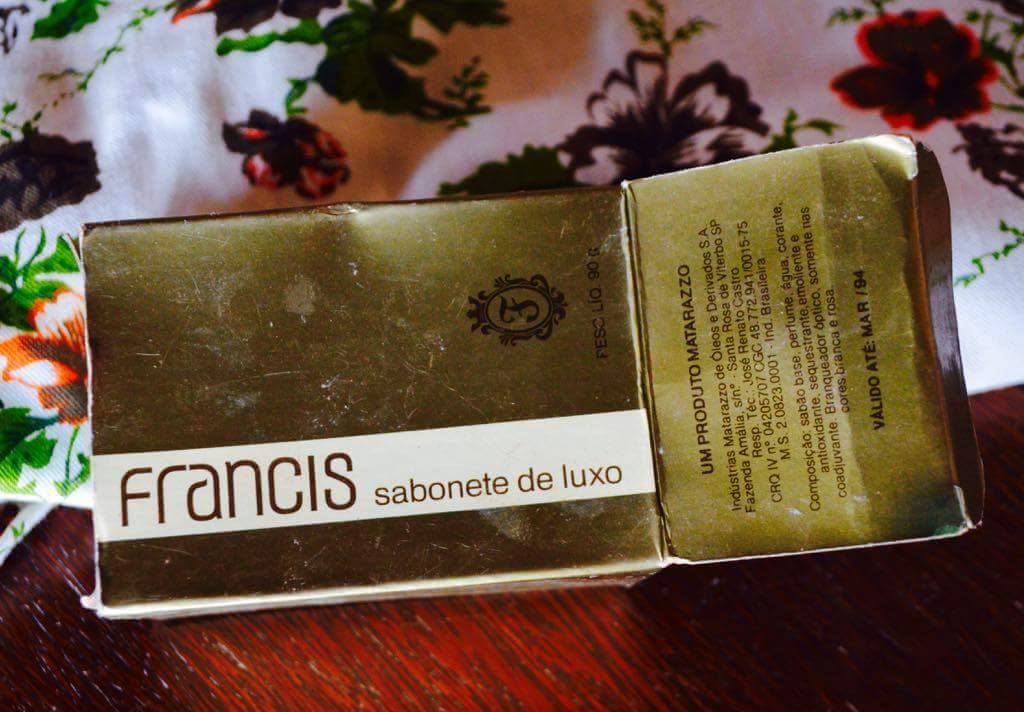 Francis sabonete de luxo
F
PESO LÍQ. 90 g
UM PRODUTO MATARAZZO
Indústrias Matarazzo de Óleos e Derivados S.A.
Fazenda Amália, s/nº - Santa Rosa de Viterbo SP
Resp. Téc.: José Renato Castro
CRQ IV nº 04205707 CGC 48.772.941/0015-75
M.S. 2.0823.0001 · Ind. Brasileira
Composição: sabão base, perfume, água, corante,
antioxidante, sequestrante, emoliente e
coadjuvante. Branqueador óptico, somente nas
cores branca e rosa.
VÁLIDO ATÉ: MAR / 94